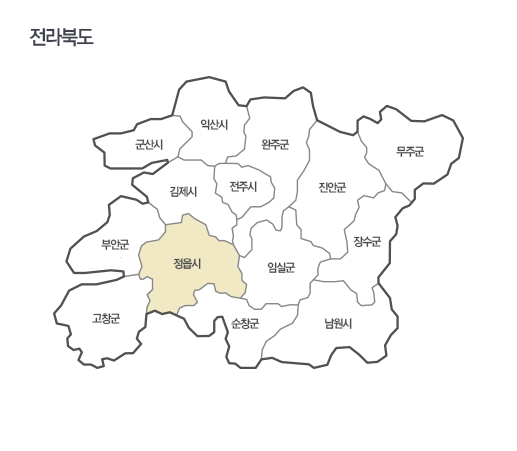 전라북도
익산시
군산시
완주군
무주군
김제시
전주시
진안군
부안군
장수군
정읍시
임실군
고창군
순창군
남원시